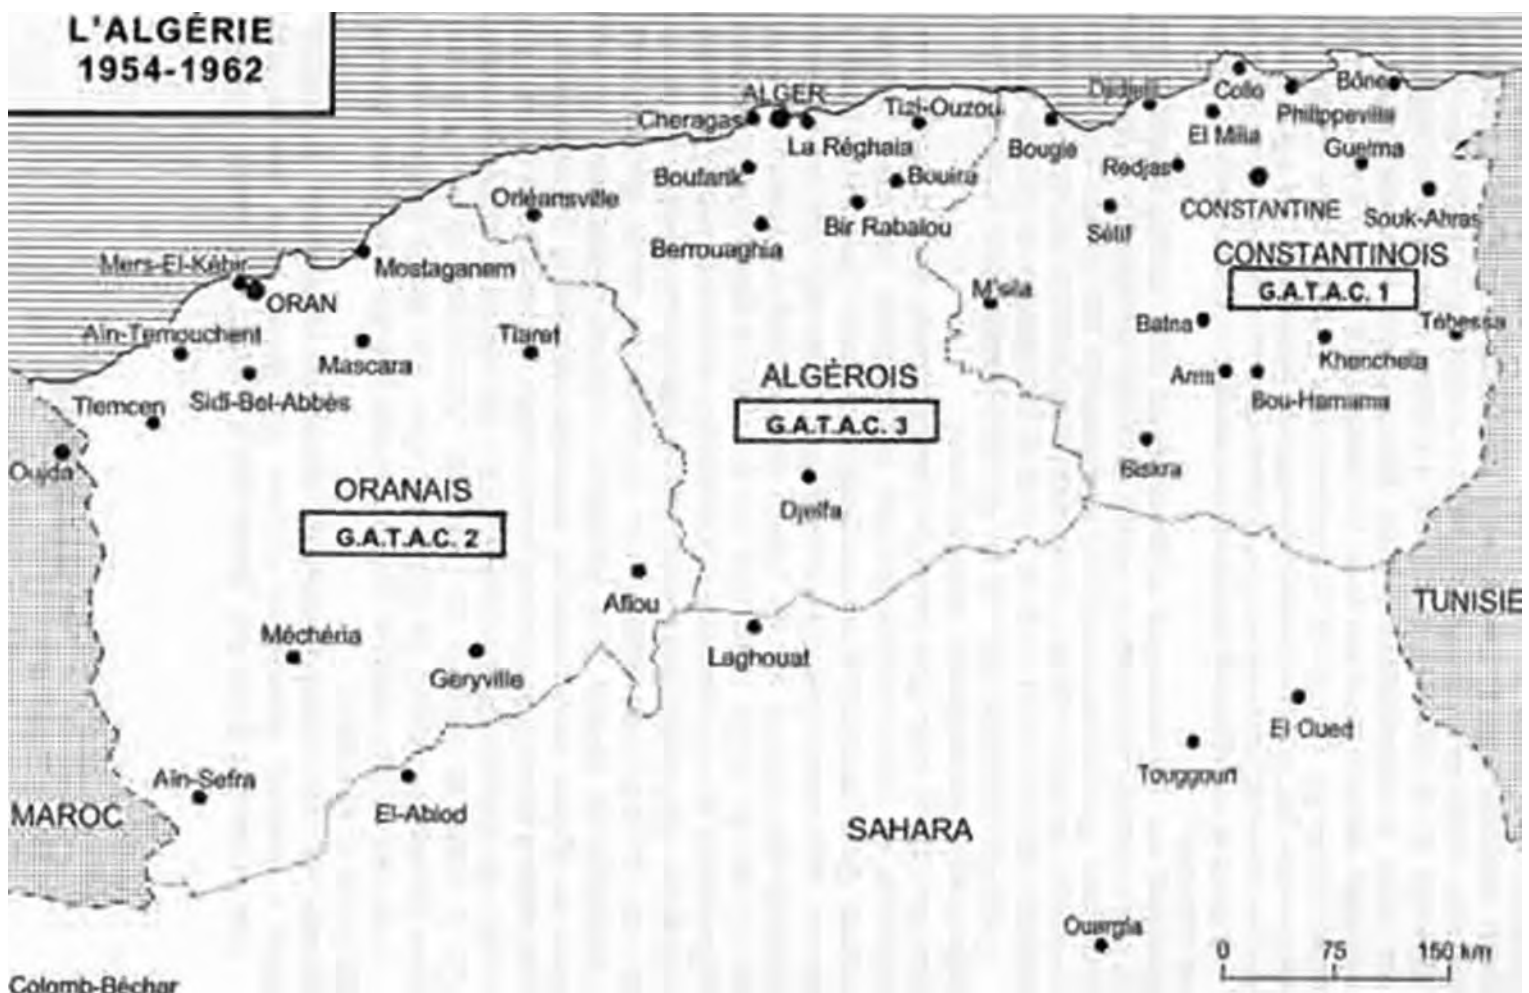 L'ALGÉRIE
1954-1962
ALGER
Cheragas
La Réghaia
Tizi-Ouzou
Bougie
Djidjelli
Collo
Philippeville
Bône
El Milia
Guelma
Redjas
CONSTANTINE
Souk-Ahras
Sétif
Boufarik
Bouira
Bir Rabalou
Berrouaghia
Orléansville
CONSTANTINOIS
G.A.T.A.C. 1
Mers-El-Kébir
ORAN
Mostaganem
M'sila
Batna
Tébessa
Khenchela
Arris
Bou-Hamama
Aïn-Temouchent
Mascara
Tiaret
Sidi-Bel-Abbès
Tlemcen
ALGÉROIS
G.A.T.A.C. 3
Oujda
Biskra
ORANAIS
G.A.T.A.C. 2
Djelfa
Aflou
TUNISIE
Méchéria
Géryville
Laghouat
El Oued
Touggourt
Aïn-Sefra
El-Abiod
MAROC
SAHARA
Ouargla
0 75 150 km
Colomb-Béchar